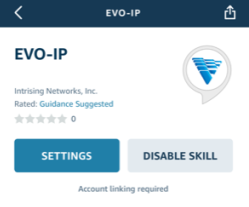 EVO-IP
EVO-IP
Intrising Networks, Inc.
Rated: Guidance Suggested
0
SETTINGS
DISABLE SKILL
Account linking required